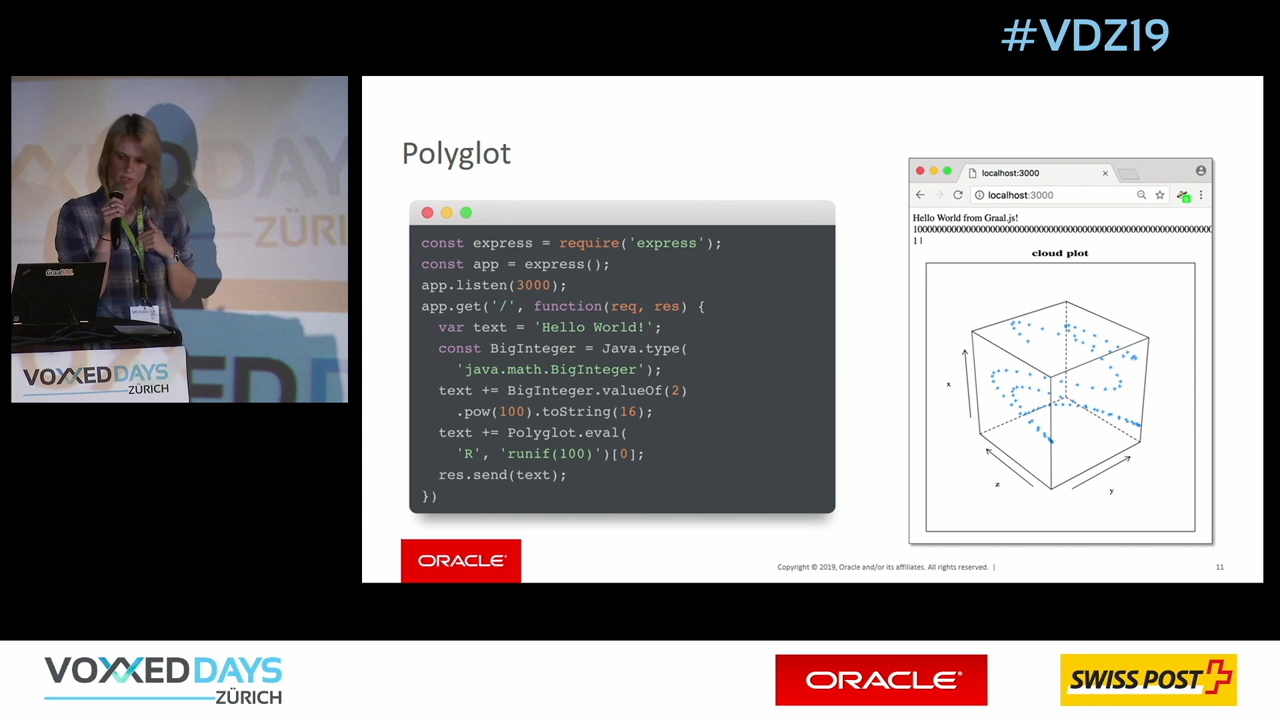 #VDZ19
GraalVM
VOXXED DAYS
ZÜRICH
Polyglot
const express = require('express');
const app = express();
app.listen(3000);
app.get('/', function(req, res) {
var text = 'Hello World!';
const BigInteger = Java.type(
'java.math.BigInteger');
text += BigInteger.valueOf(2)
.pow(100).toString(16);
text += Polyglot.eval(
'R', 'runif(100)')[0];
res.send(text);
})
localhost:3000
localhost:3000
Hello World from Graal.js!
1 |
cloud plot
x
z
y
ORACLE
Copyright © 2019, Oracle and/or its affiliates. All rights reserved. |
11
VOXXED DAYS
ZÜRICH
ORACLE
SWISS POST